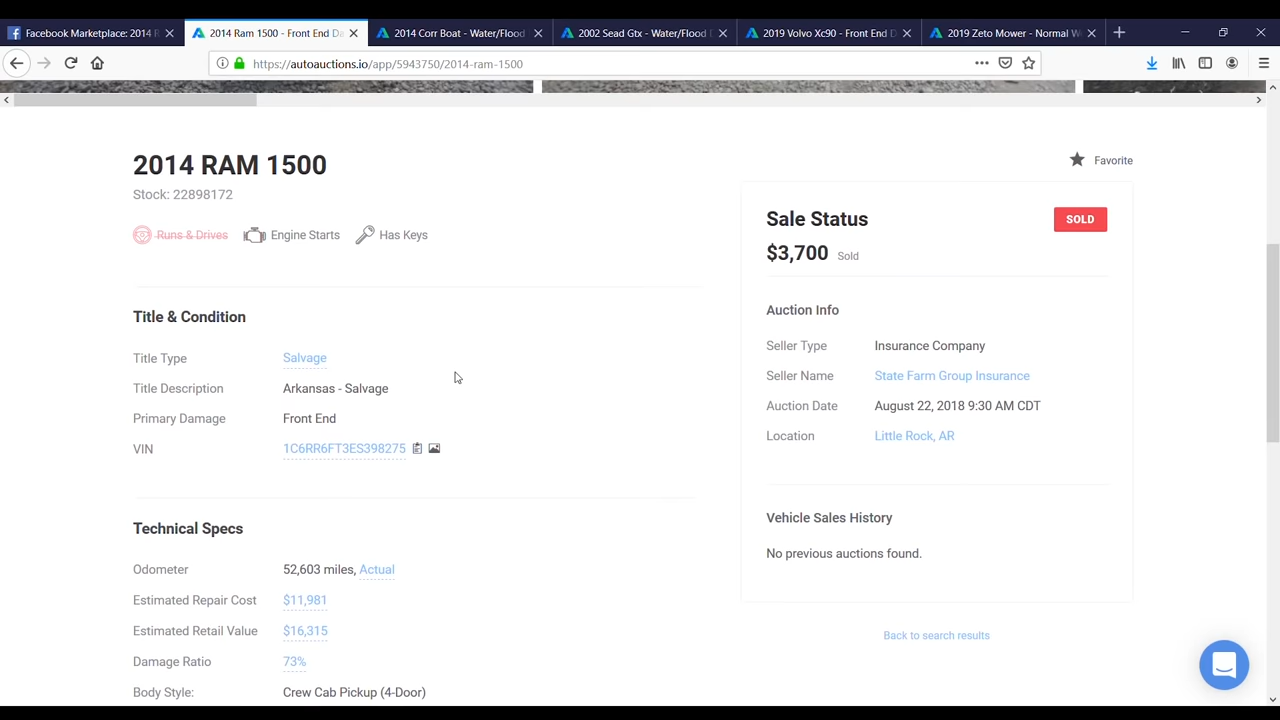 Facebook Marketplace: 2014 R
2014 Ram 1500 - Front End Da
2014 Corr Boat - Water/Flood
2002 Sead Gtx - Water/Flood D
2019 Volvo Xc90 - Front End D
2019 Zeto Mower - Normal We
https://autoauctions.io/app/5943750/2014-ram-1500
2014 RAM 1500
Favorite
Stock: 22898172
Runs & Drives
Engine Starts
Has Keys
Sale Status
SOLD
$3,700 Sold
Title & Condition
Title Type Salvage
Title Description Arkansas - Salvage
Primary Damage Front End
VIN 1C6RR6FT3ES398275
Auction Info
Seller Type Insurance Company
Seller Name State Farm Group Insurance
Auction Date August 22, 2018 9:30 AM CDT
Location Little Rock, AR
Vehicle Sales History
No previous auctions found.
Technical Specs
Odometer 52,603 miles, Actual
Estimated Repair Cost $11,981
Estimated Retail Value $16,315
Damage Ratio 73%
Body Style: Crew Cab Pickup (4-Door)
Back to search results